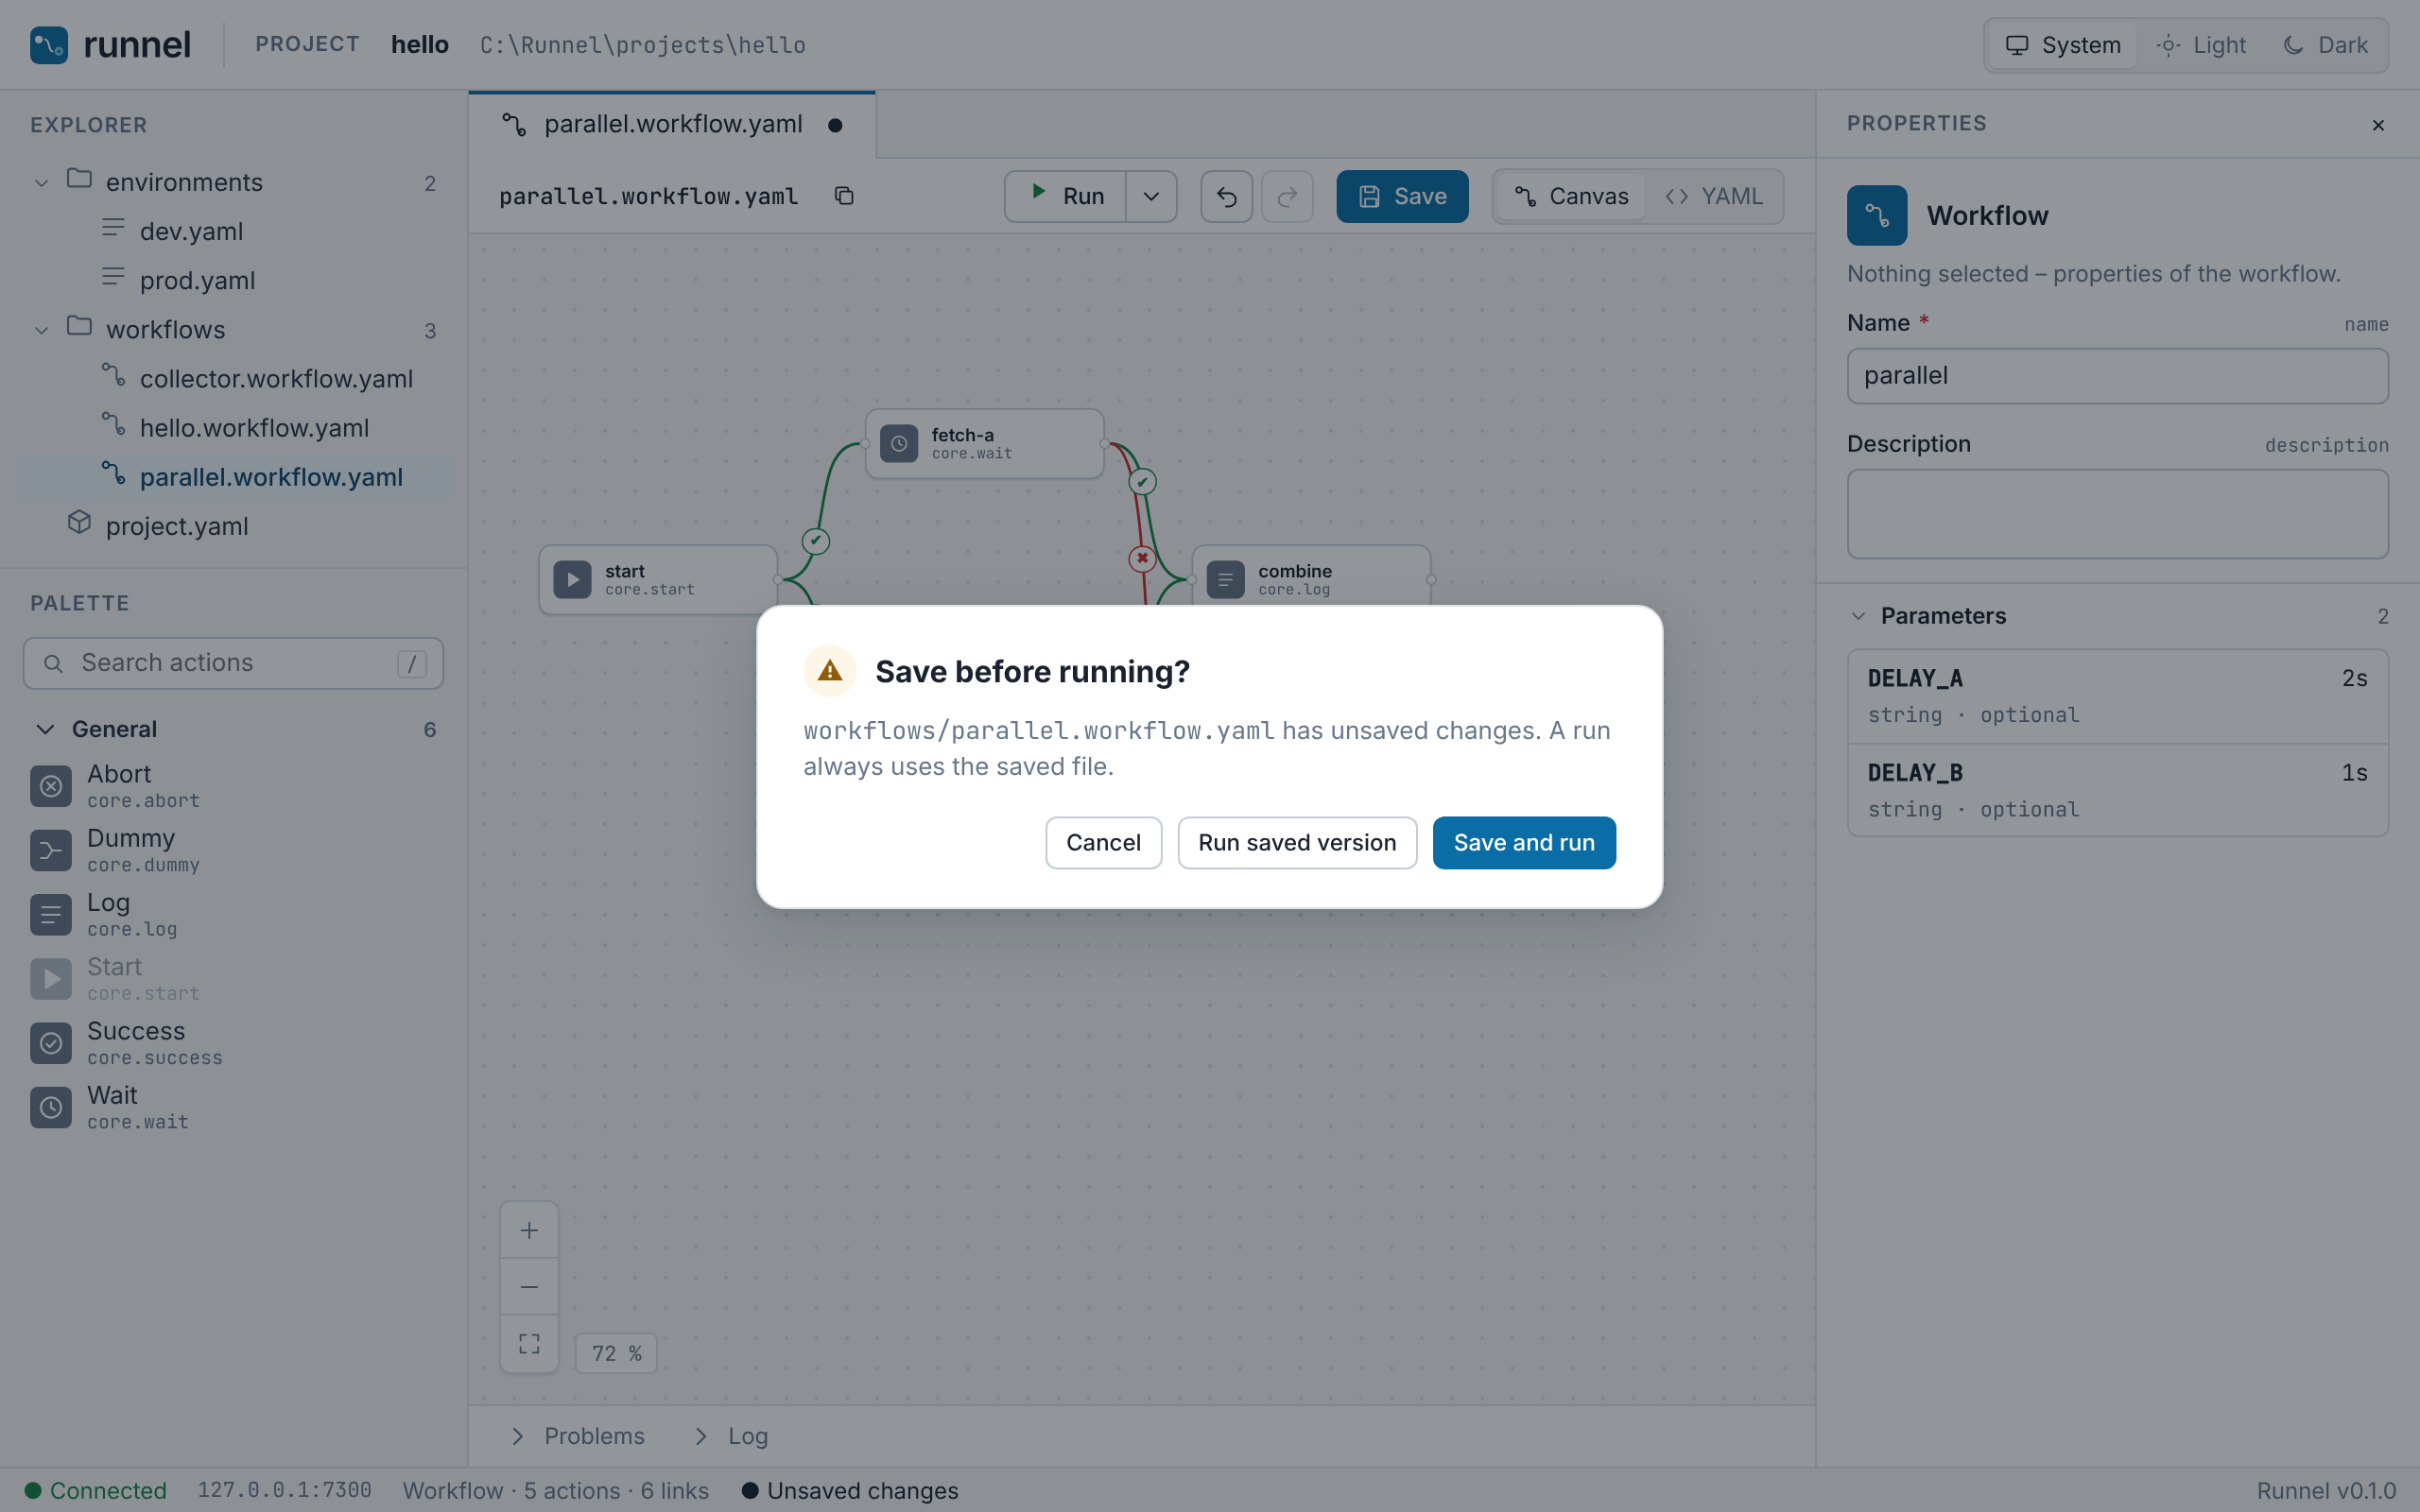 runnel PROJECT hello C:\Runnel\projects\hello System Light Dark
EXPLORER
environments 2
dev.yaml
prod.yaml
workflows 3
collector.workflow.yaml
hello.workflow.yaml
parallel.workflow.yaml
project.yaml
PALETTE
Search actions /
General 6
Abort
core.abort
Dummy
core.dummy
Log
core.log
Start
core.start
Success
core.success
Wait
core.wait
parallel.workflow.yaml
parallel.workflow.yaml Run Save Canvas YAML
fetch-a
core.wait
start
core.start
combine
core.log
Save before running?
workflows/parallel.workflow.yaml has unsaved changes. A run
always uses the saved file.
Cancel Run saved version Save and run
72 %
Problems Log
PROPERTIES
Workflow
Nothing selected – properties of the workflow.
Name * name
parallel
Description description
Parameters 2
DELAY_A 2s
string · optional
DELAY_B 1s
string · optional
Connected 127.0.0.1:7300 Workflow · 5 actions · 6 links Unsaved changes Runnel v0.1.0